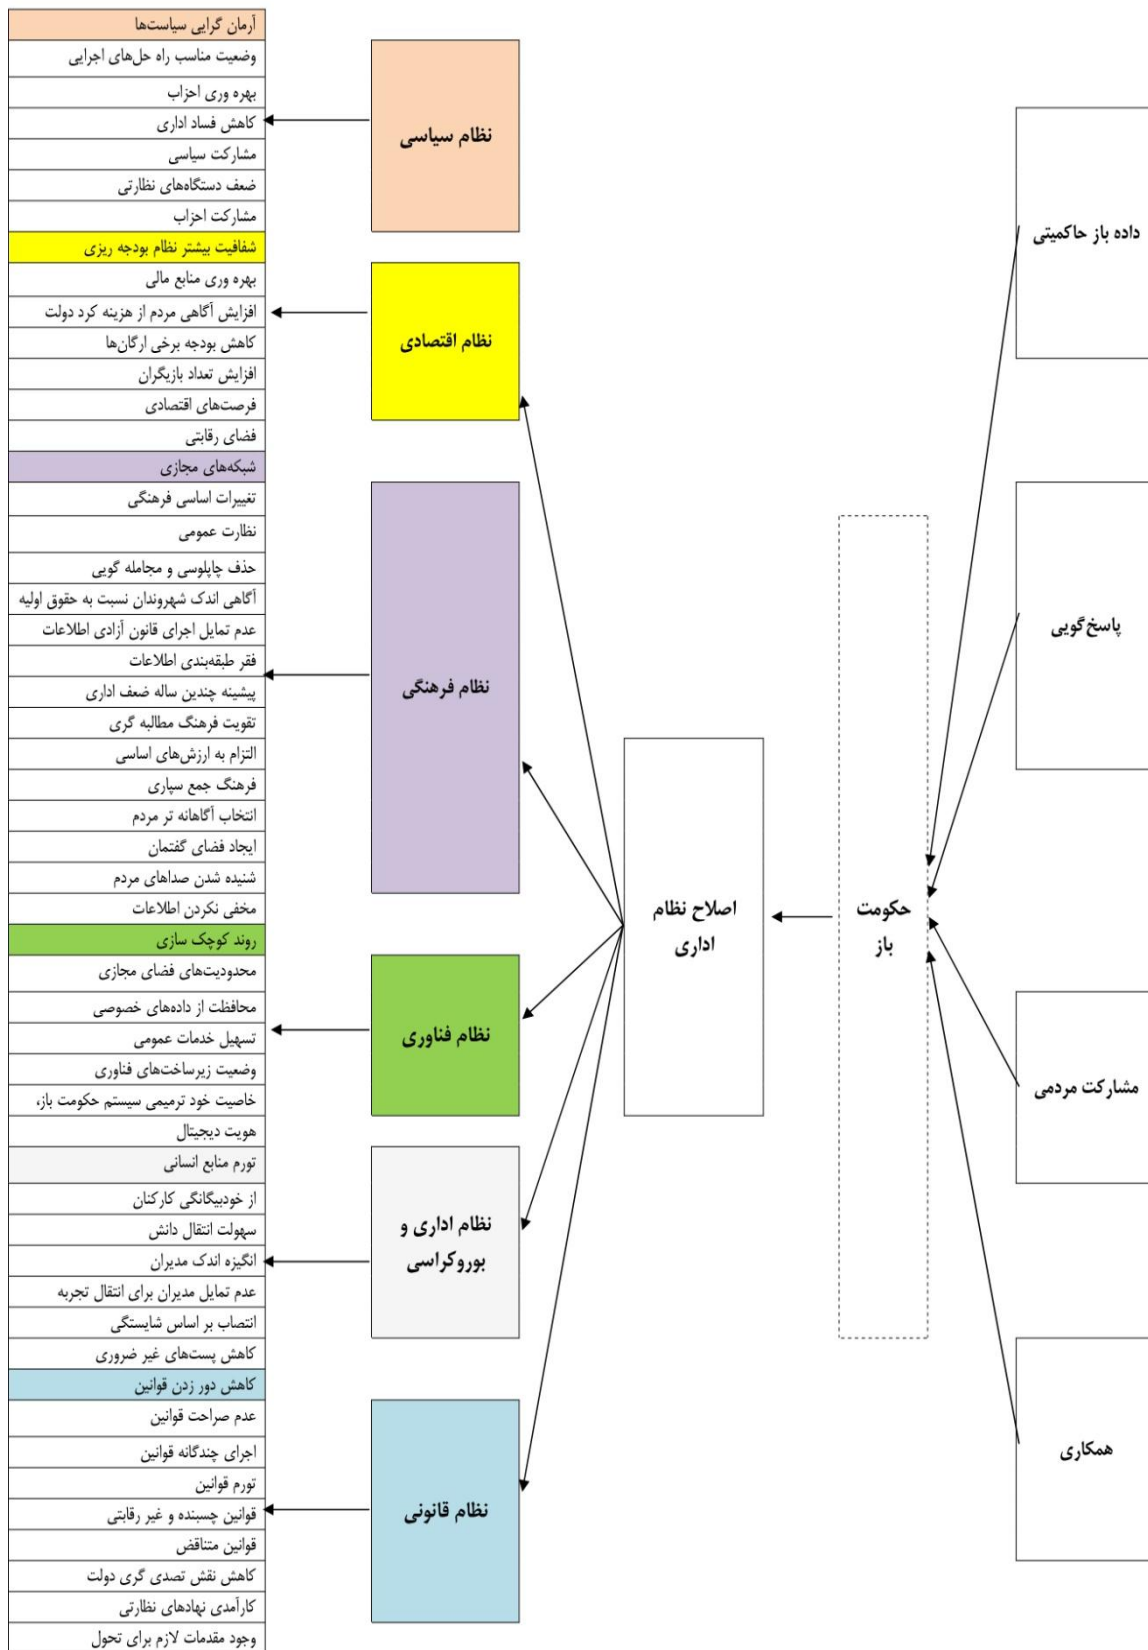 داده باز حاکمیتی
پاسخ‌گویی
مشارکت مردمی
همکاری
حکومت
باز
اصلاح نظام
اداری
نظام سیاسی
نظام اقتصادی
نظام فرهنگی
نظام فناوری
نظام اداری و
بوروکراسی
نظام قانونی
آرمان گرایی سیاست‌ها
وضعیت مناسب راه حل‌های اجرایی
بهره وری احزاب
کاهش فساد اداری
مشارکت سیاسی
ضعف دستگاه‌های نظارتی
مشارکت احزاب
شفافیت بیشتر نظام بودجه ریزی
بهره وری منابع مالی
افزایش آگاهی مردم از هزینه کرد دولت
کاهش بودجه برخی ارگان‌ها
افزایش تعداد بازیگران
فرصت‌های اقتصادی
فضای رقابتی
شبکه‌های مجازی
تغییرات اساسی فرهنگی
نظارت عمومی
حذف چاپلوسی و مجامله گویی
آگاهی اندک شهروندان نسبت به حقوق اولیه
عدم تمایل اجرای قانون آزادی اطلاعات
فقر طبقه‌بندی اطلاعات
پیشینه چندین ساله ضعف اداری
تقویت فرهنگ مطالبه گری
التزام به ارزش‌های اساسی
فرهنگ جمع سپاری
انتخاب آگاهانه تر مردم
ایجاد فضای گفتمان
شنیده شدن صداهای مردم
مخفی نکردن اطلاعات
روند کوچک سازی
محدودیت‌های فضای مجازی
محافظت از داده‌های خصوصی
تسهیل خدمات عمومی
وضعیت زیرساخت‌های فناوری
خاصیت خود ترمیمی سیستم حکومت باز،
هویت دیجیتال
تورم منابع انسانی
از خودبیگانگی کارکنان
سهولت انتقال دانش
انگیزه اندک مدیران
عدم تمایل مدیران برای انتقال تجربه
انتصاب بر اساس شایستگی
کاهش پست‌های غیر ضروری
کاهش دور زدن قوانین
عدم صراحت قوانین
اجرای چندگانه قوانین
تورم قوانین
قوانین چسبنده و غیر رقابتی
قوانین متناقض
کاهش نقش تصدی گری دولت
کارآمدی نهادهای نظارتی
وجود مقدمات لازم برای تحول